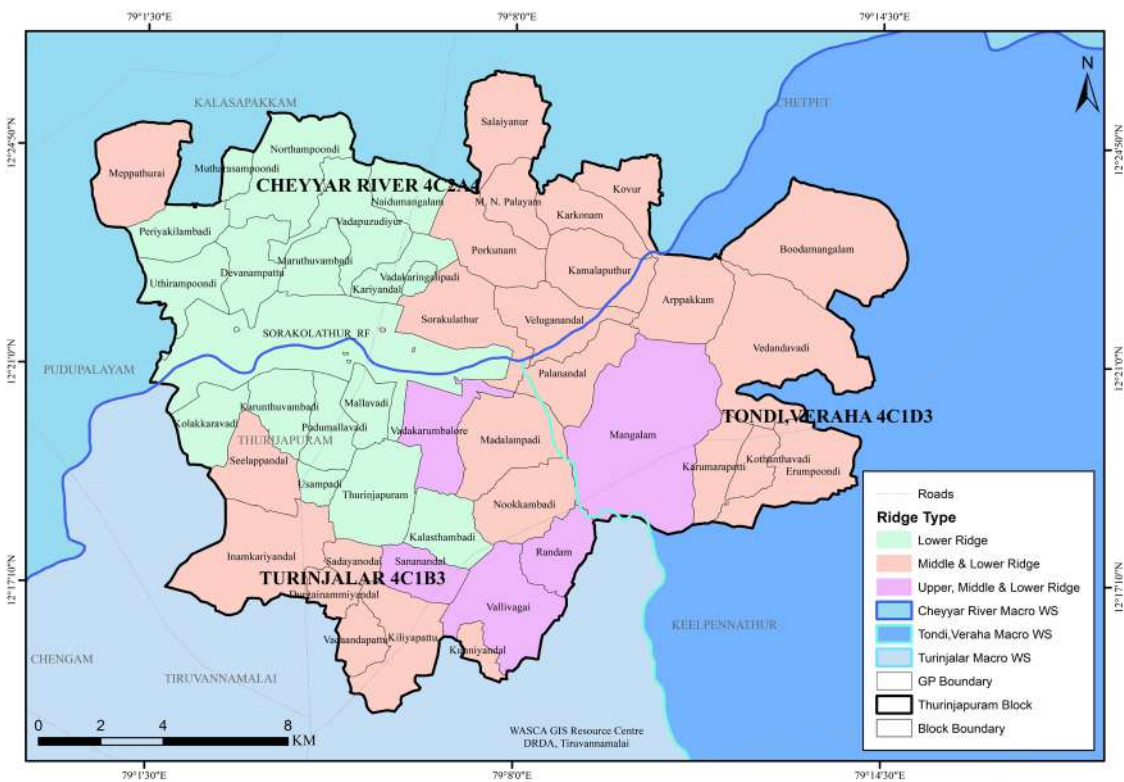 79°1'30"E
79°8'0"E
79°14'30"E
N
KALASAPAKKAM
CHETPET
Salaiyanur
12°24'50"N
12°24'50"N
Northampoondi
Meppathurai
Mutharasampoondi
CHEYYAR RIVER 4C2A4
Kovur
Naidumangalam
M. N. Palayam
Karkonam
Vadapuzudiyur
Periyakilambadi
Porkunam
Boodamangalam
Maruthuvambadi
Devanampattu
Vadakaringalipadi
Kamalaputhur
Uthirampoondi
Kariyandal
Arppakkam
Sorakulathur
Veluganandal
SORAKOLATHUR_RF
Vedandavadi
12°21'0"N
12°21'0"N
PUDUPALAYAM
Palanandal
Mallavadi
Karunthuvambadi
Kolakkaravadi
Pudumallavadi
Vadakarumbalore
TONDI,VERAHA 4C1D3
THURIJAPURAM
Madalampadi
Mangalam
Seelappandal
Kothanthavadi
Karumarapatti
Erumpoondi
Usampadi
Thurinjapuram
Nookkambadi
Kalasthambadi
Inamkariyandal
Sadayanodai
Sananandal
Randam
12°17'10"N
12°17'10"N
TURINJALAR 4C1B3
Durgainammiyandal
Vallivagai
Vadaandapattu
Kiliyapattu
Kunniyandal
KEELPENNATHUR
CHENGAM
TIRUVANNAMALAI
0 2 4 8
KM
WASCA GIS Resource Centre
DRDA, Tiruvannamalai
Roads
Ridge Type
Lower Ridge
Middle & Lower Ridge
Upper, Middle & Lower Ridge
Cheyyar River Macro WS
Tondi,Veraha Macro WS
Turinjalar Macro WS
GP Boundary
Thurinjapuram Block
Block Boundary
79°1'30"E
79°8'0"E
79°14'30"E